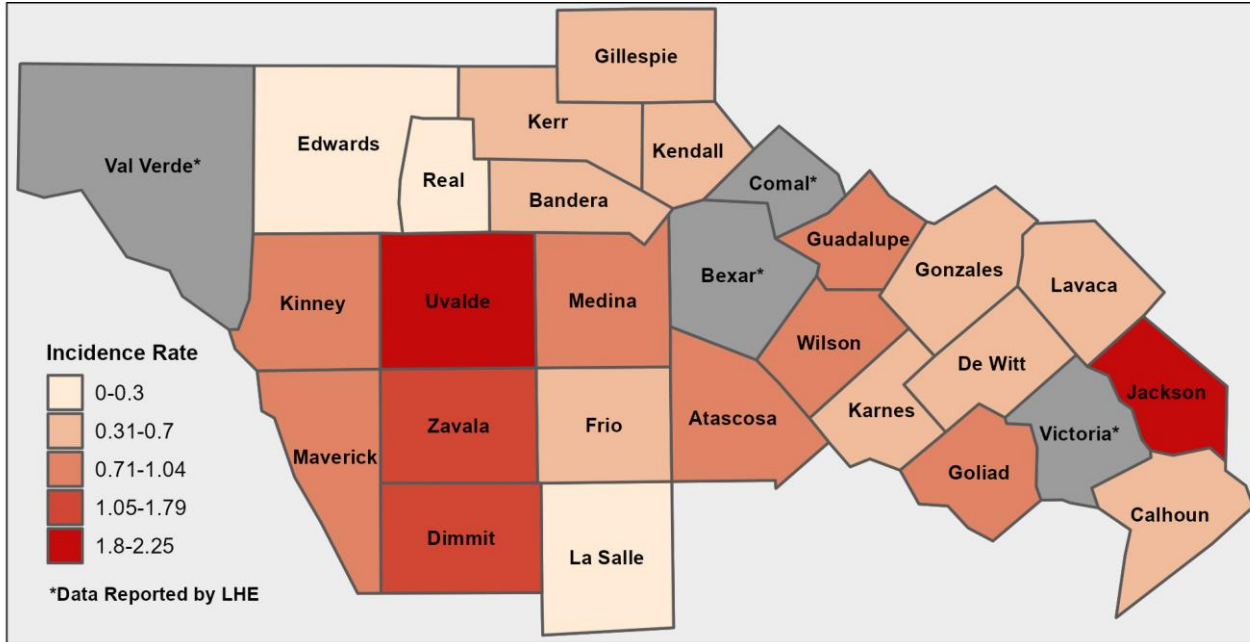 Gillespie
Kerr
Edwards
Kendall
Val Verde*
Real
Comal*
Bandera
Guadalupe
Gonzales
Bexar*
Lavaca
Kinney
Uvalde
Medina
Wilson
Incidence Rate
De Witt
0-0.3
Jackson
0.31-0.7
Zavala
Frio
Atascosa
Karnes
Victoria*
Maverick
0.71-1.04
Goliad
1.05-1.79
Calhoun
Dimmit
1.8-2.25
La Salle
*Data Reported by LHE